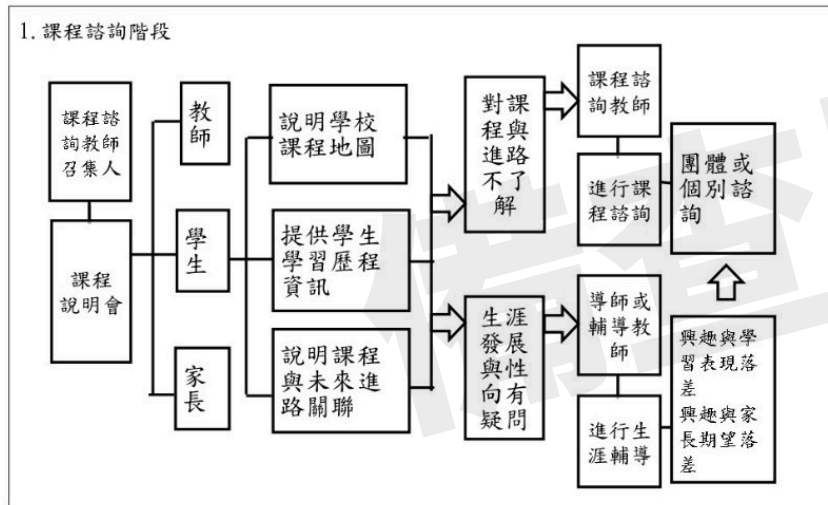 1. 課程諮詢階段
課程諮
詢教師
召集人
課程
說明會
教
師
學
生
家
長
說明學校
課程地圖
提供學生
學習歷程
資訊
說明課程
與未來進
路關聯
對課
程與
進路
不了
解
生涯
發展
與性
向有
疑問
課程諮
詢教師
進行課
程諮詢
團體或
個別諮
詢
導師或
輔導教
師
進行生
涯輔導
興趣與學
習表現落
差
興趣與家
長期望落
差
備查